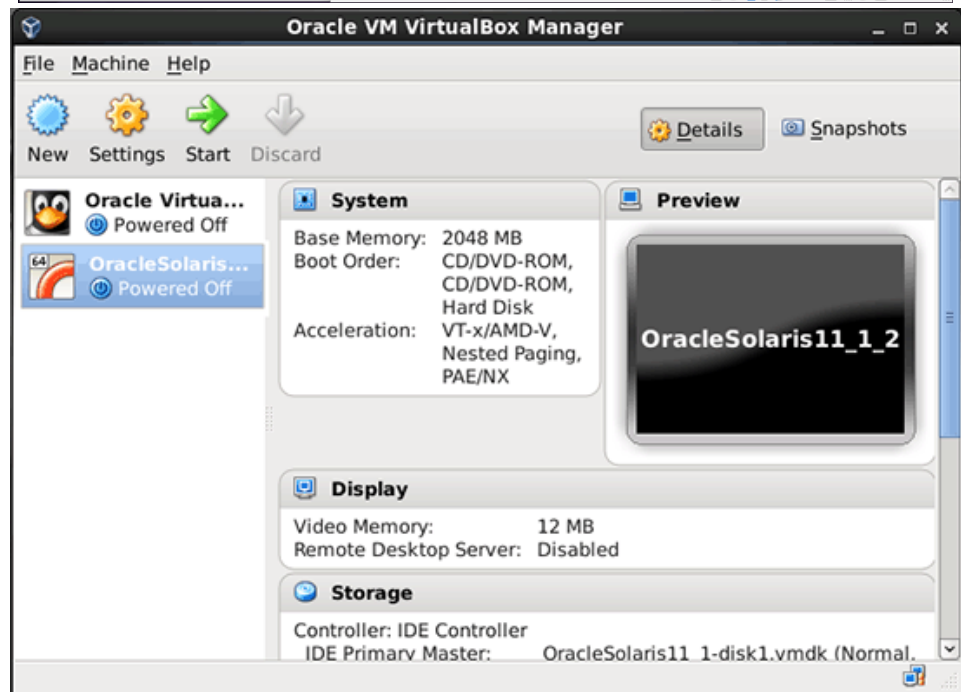 Oracle VM VirtualBox Manager
File Machine Help
New Settings Start Discard
Details Snapshots
Oracle Virtua...
Powered Off
64
OracleSolaris...
Powered Off
System
Base Memory: 2048 MB
Boot Order: CD/DVD-ROM,
CD/DVD-ROM,
Hard Disk
Acceleration: VT-x/AMD-V,
Nested Paging,
PAE/NX
Preview
OracleSolaris11_1_2
Display
Video Memory: 12 MB
Remote Desktop Server: Disabled
Storage
Controller: IDE Controller
IDE Primary Master: OracleSolaris11_1-disk1.vmdk (Normal,